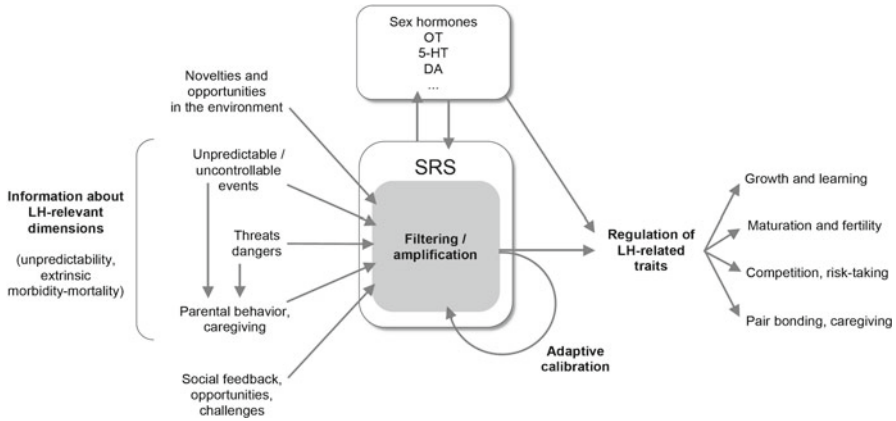 Sex hormones
OT
5-HT
DA
...
Novelties and
opportunities
in the environment
Unpredictable /
uncontrollable
events
SRS
Information about
LH-relevant
dimensions
(unpredictability,
extrinsic
morbidity-mortality)
Threats
dangers
Filtering /
amplification
Regulation of
LH-related
traits
Growth and learning
Maturation and fertility
Competition, risk-taking
Pair bonding, caregiving
Parental behavior,
caregiving
Adaptive
calibration
Social feedback,
opportunities,
challenges